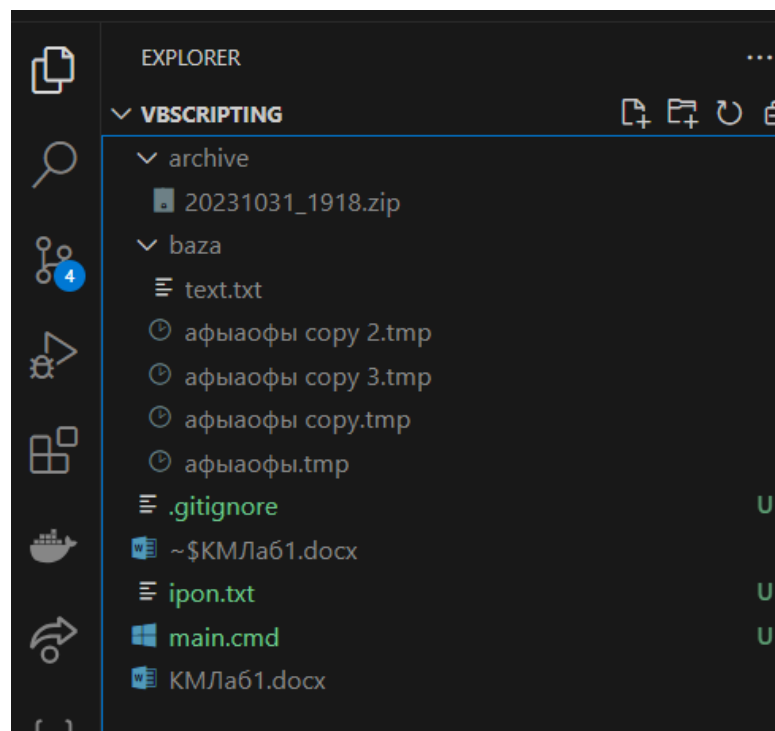 EXPLORER
VBSCRIPTING
archive
20231031_1918.zip
baza
4
text.txt
афыаофы copy 2.tmp
афыаофы copy 3.tmp
афыаофы copy.tmp
афыаофы.tmp
.gitignore U
~$КМЛаб1.docx
ipon.txt U
main.cmd U
КМЛаб1.docx